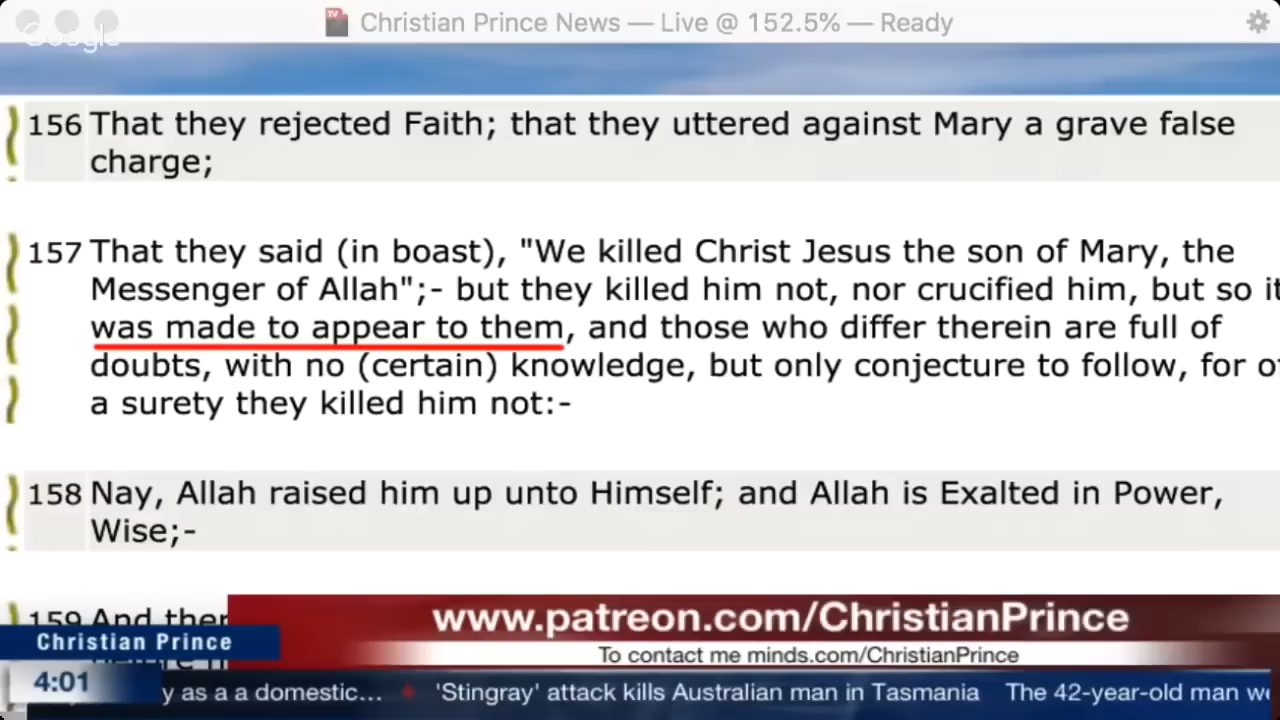 Google
Christian Prince News — Live @ 152.5% — Ready
156 That they rejected Faith; that they uttered against Mary a grave false
charge;
157 That they said (in boast), "We killed Christ Jesus the son of Mary, the
Messenger of Allah";- but they killed him not, nor crucified him, but so it
was made to appear to them, and those who differ therein are full of
doubts, with no (certain) knowledge, but only conjecture to follow, for of
a surety they killed him not:-
158 Nay, Allah raised him up unto Himself; and Allah is Exalted in Power,
Wise;-
159 And
www.patreon.com/ChristianPrince
Christian Prince
To contact me minds.com/ChristianPrince
4:01
y as a a domestic... 'Stingray' attack kills Australian man in Tasmania The 42-year-old man